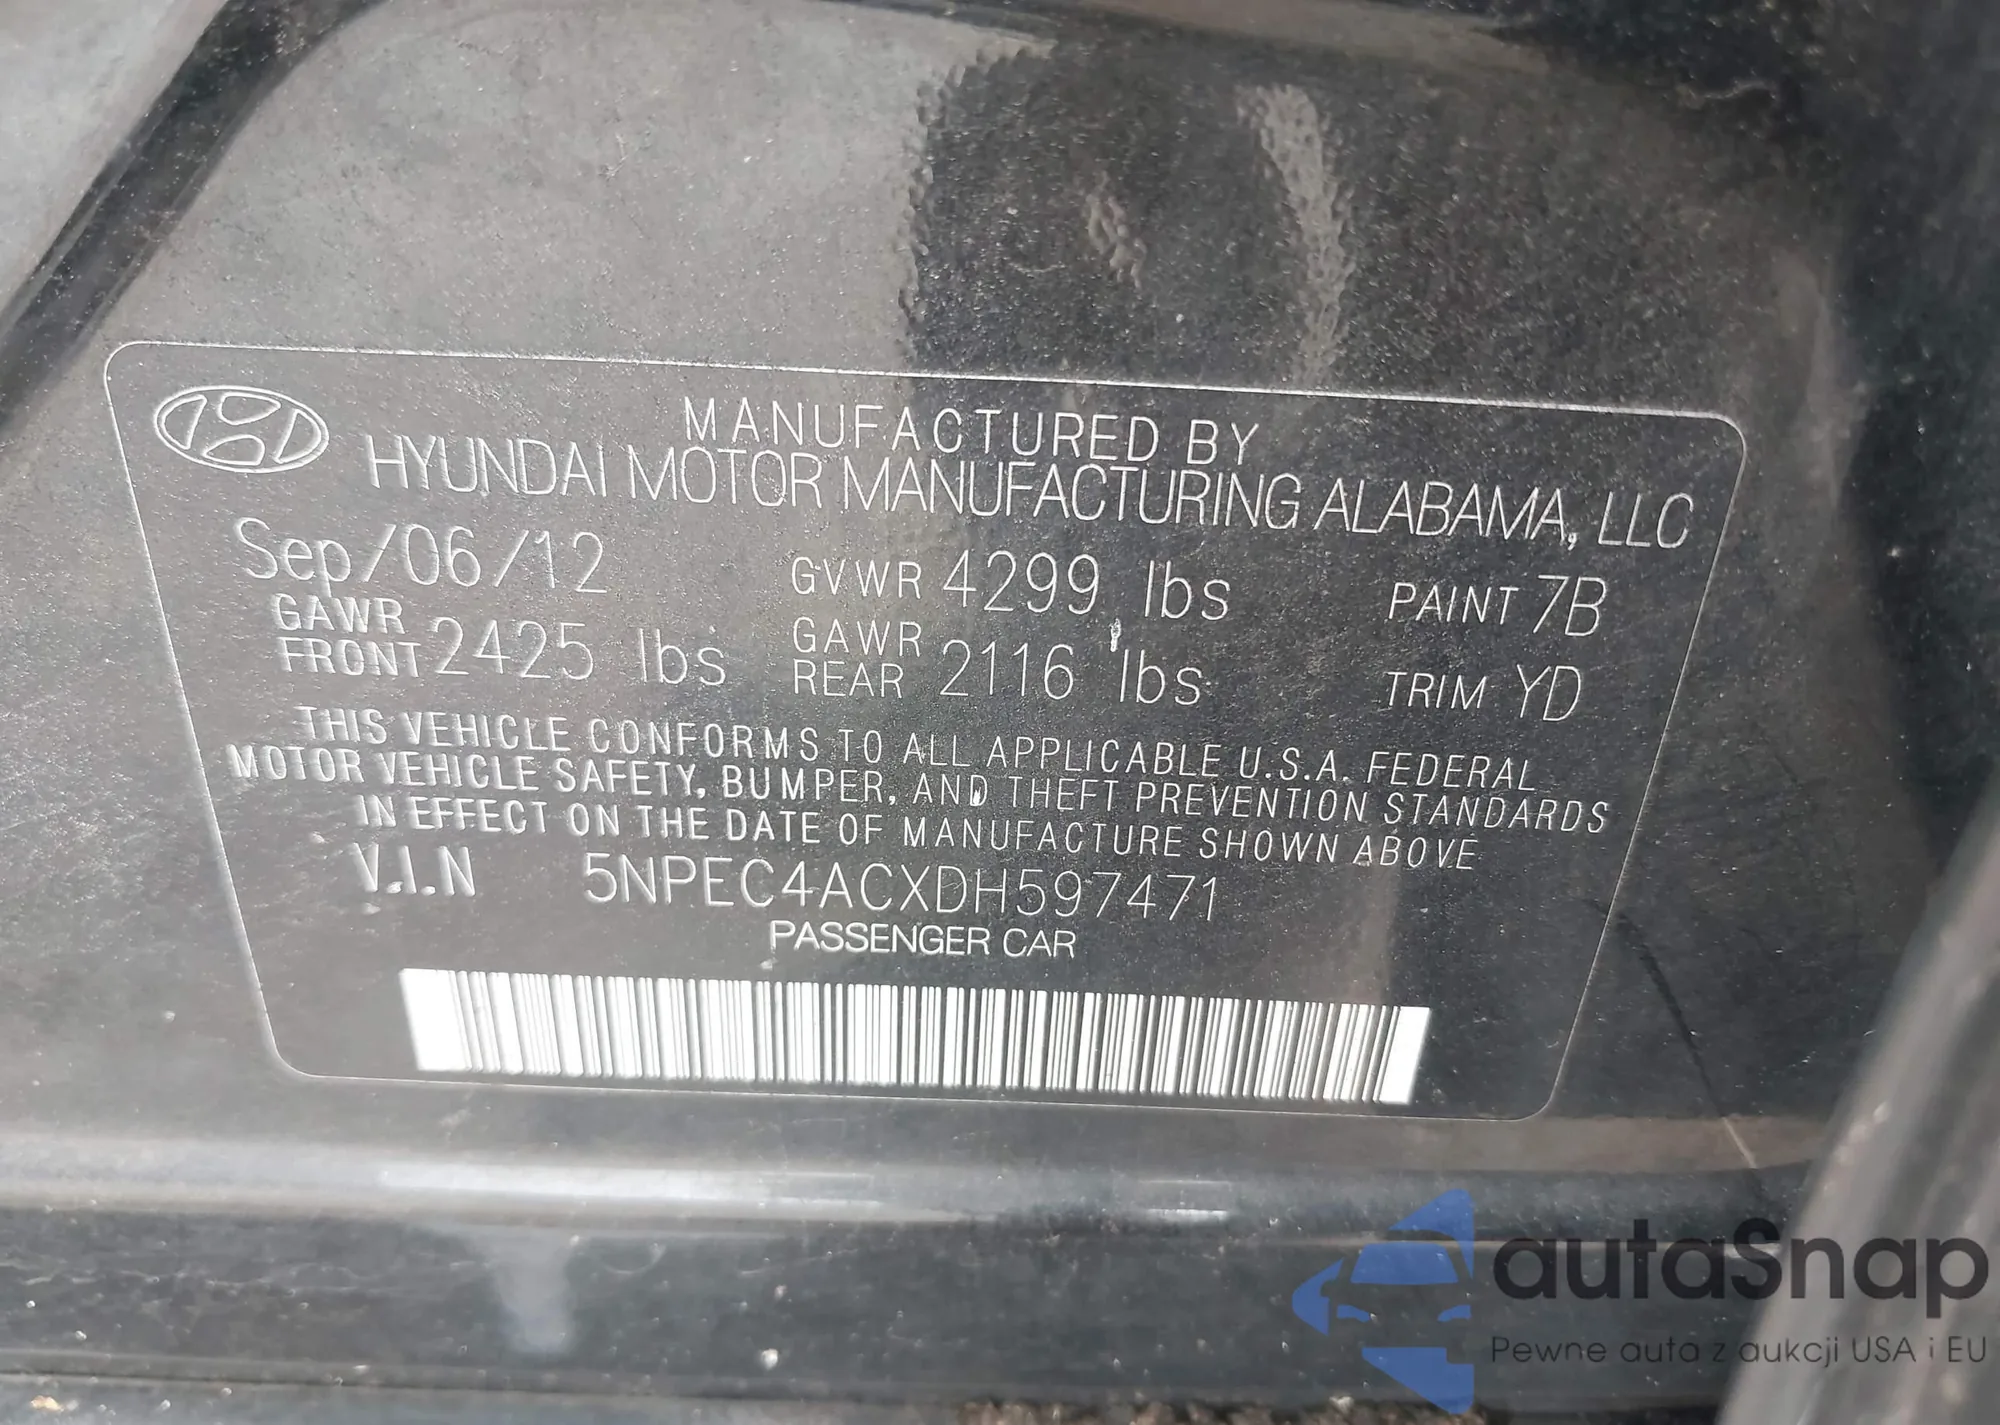 MANUFACTURED BY
HYUNDAI MOTOR MANUFACTURING ALABAMA, LLC
Sep/06/12 GVWR 4299 lbs PAINT 7B
GAWR FRONT 2425 lbs GAWR REAR 2116 lbs TRIM YD
THIS VEHICLE CONFORMS TO ALL APPLICABLE U.S.A. FEDERAL
MOTOR VEHICLE SAFETY, BUMPER, AND THEFT PREVENTION STANDARDS
IN EFFECT ON THE DATE OF MANUFACTURE SHOWN ABOVE
V.I.N 5NPEC4ACXDH597471
PASSENGER CAR
autaSnap
Pewne auta z aukcji USA i EU